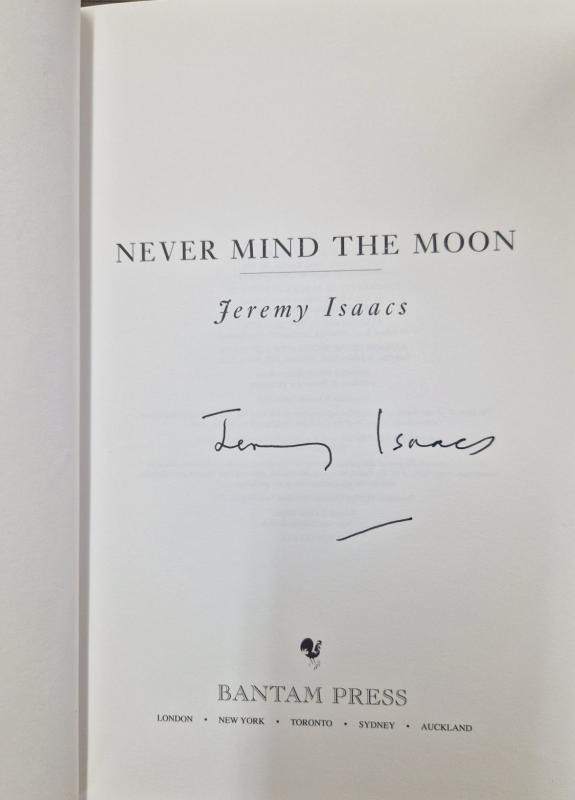 NEVER MIND THE MOON
Jeremy Isaacs
Jeremy Isaacs
BANTAM PRESS
LONDON • NEW YORK • TORONTO • SYDNEY • AUCKLAND